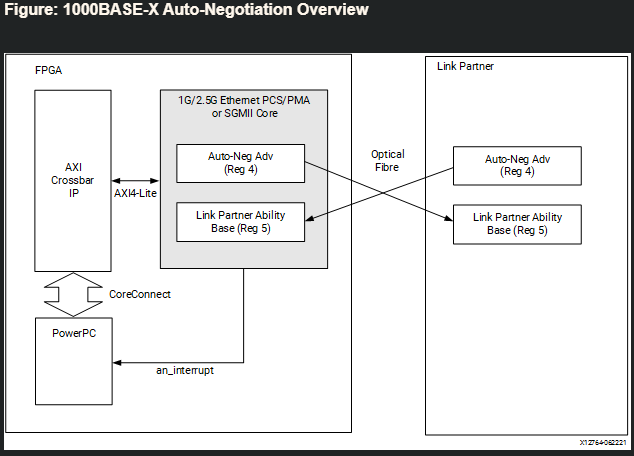 Figure: 1000BASE-X Auto-Negotiation Overview
FPGA
Link Partner
1G/2.5G Ethernet PCS/PMA
or SGMII Core
AXI
Crossbar
IP
AXI4-Lite
Auto-Neg Adv
(Reg 4)
Link Partner Ability
Base (Reg 5)
Optical
Fibre
Auto-Neg Adv
(Reg 4)
Link Partner Ability
Base (Reg 5)
CoreConnect
PowerPC
an_interrupt
X12764-062221